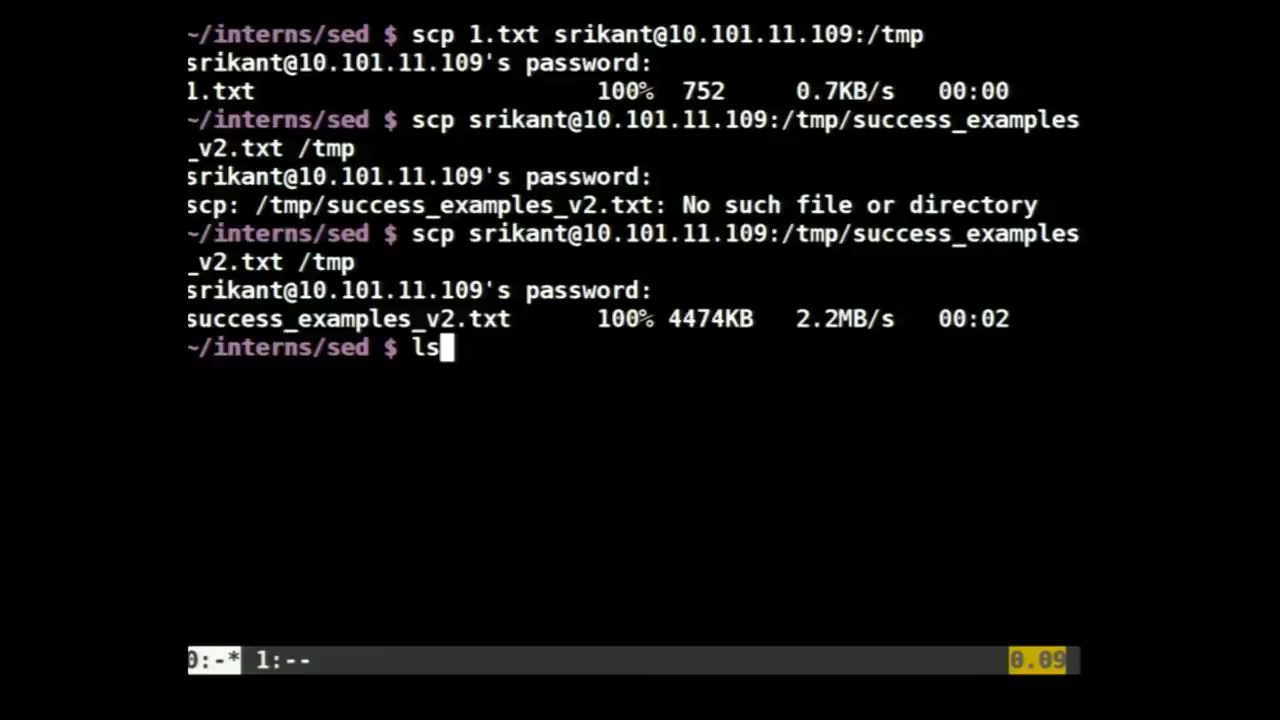 ~/interns/sed $ scp 1.txt srikant@10.101.11.109:/tmp
srikant@10.101.11.109's password:
1.txt 100% 752 0.7KB/s 00:00
~/interns/sed $ scp srikant@10.101.11.109:/tmp/success_examples
_v2.txt /tmp
srikant@10.101.11.109's password:
scp: /tmp/success_examples_v2.txt: No such file or directory
~/interns/sed $ scp srikant@10.101.11.109:/tmp/success_examples
_v2.txt /tmp
srikant@10.101.11.109's password:
success_examples_v2.txt 100% 4474KB 2.2MB/s 00:02
~/interns/sed $ ls
0:-* 1:-- 0.09